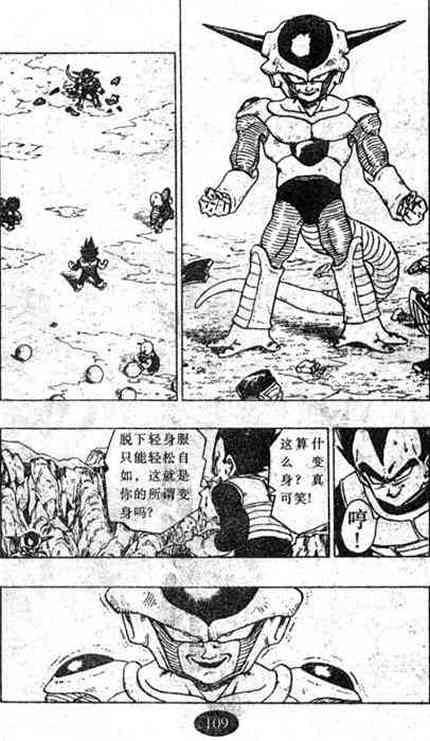 哼！
这算什
么变
身？真
可笑！
脱下轻身服
只能轻松自
如，这就是
你的所谓变
身吗？
109